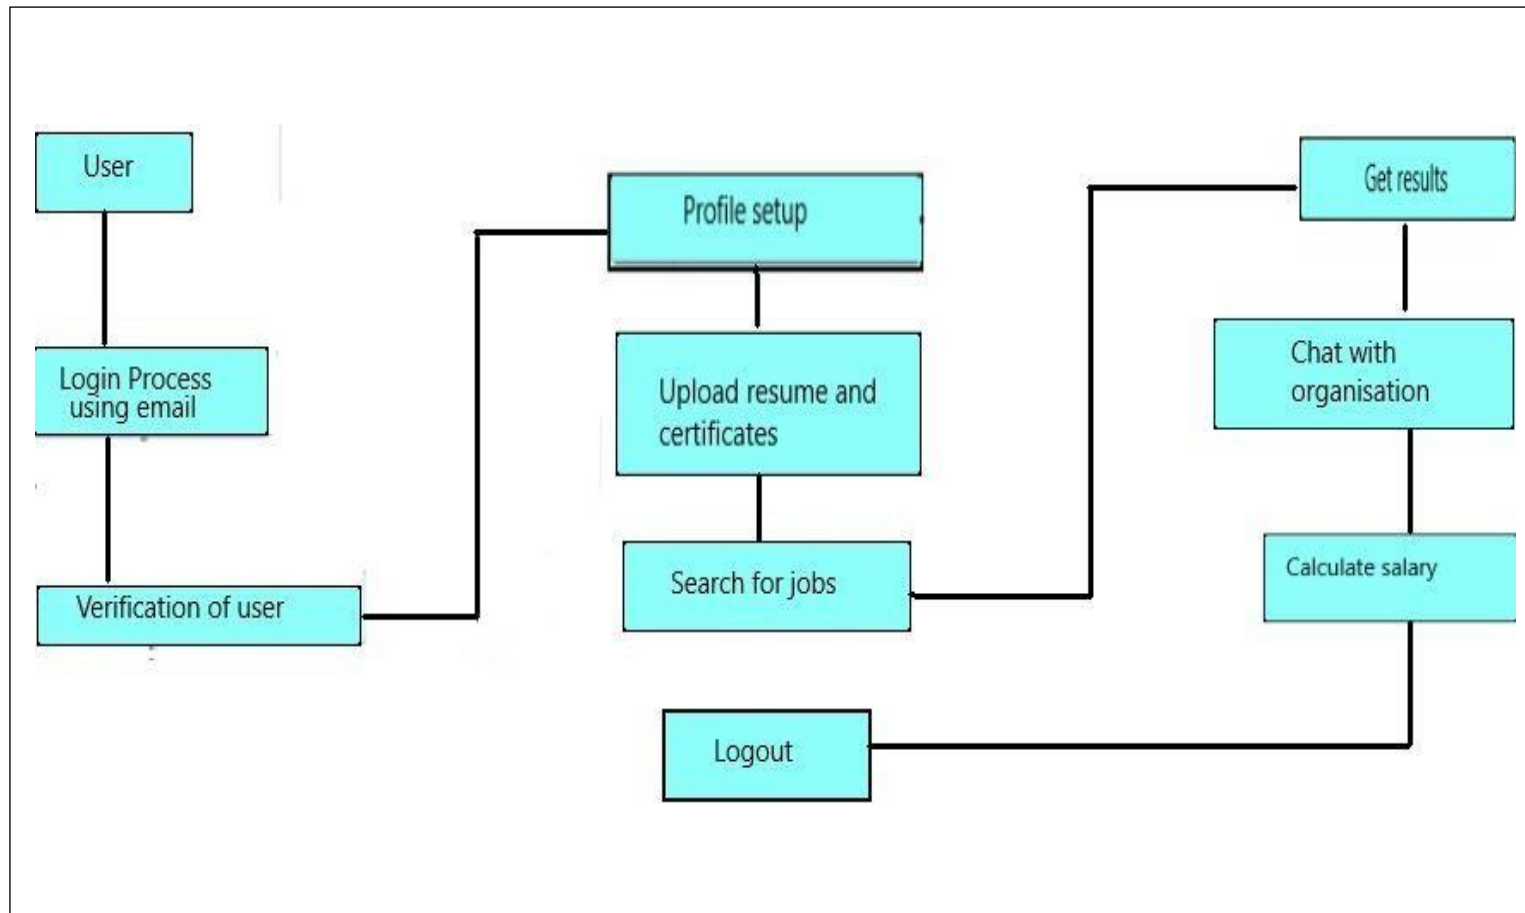 User
Login Process
using email
Verification of user
Profile setup
Upload resume and
certificates
Search for jobs
Get results
Chat with
organisation
Calculate salary
Logout